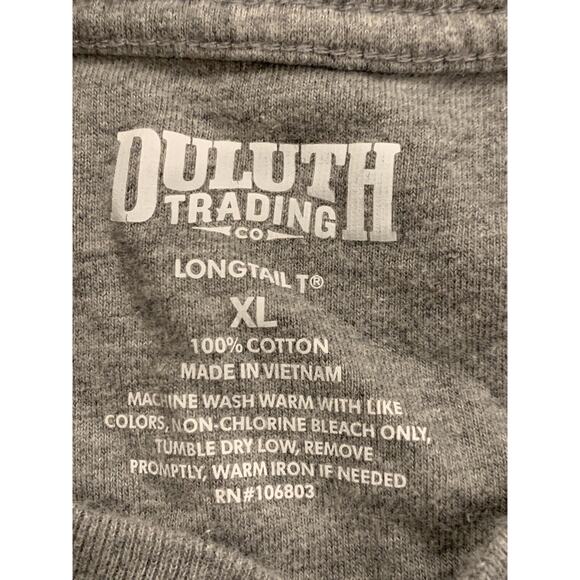 DULUTH
TRADING
CO
LONGTAIL T®
XL
100% COTTON
MADE IN VIETNAM
MACHINE WASH WARM WITH LIKE
COLORS, NON-CHLORINE BLEACH ONLY,
TUMBLE DRY LOW, REMOVE
PROMPTLY, WARM IRON IF NEEDED
RN#106803